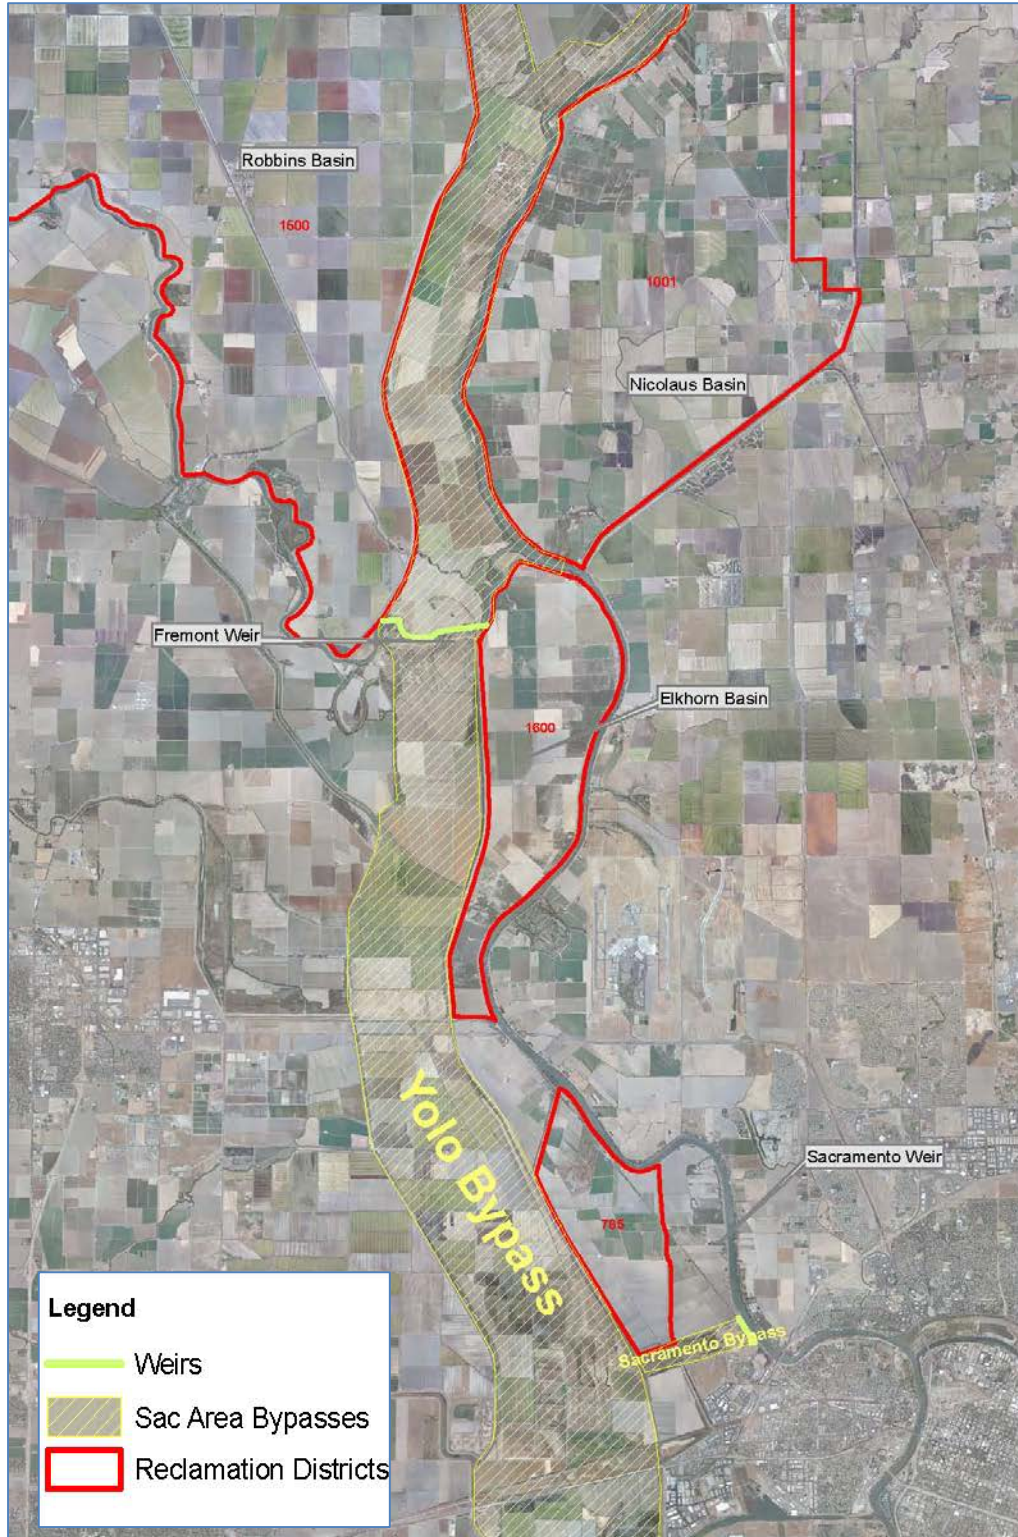 Robbins Basin
1500
1001
Nicolaus Basin
Fremont Weir
Elkhorn Basin
1600
Yolo Bypass
Sacramento Weir
785
Sacramento Bypass
Legend
Weirs
Sac Area Bypasses
Reclamation Districts